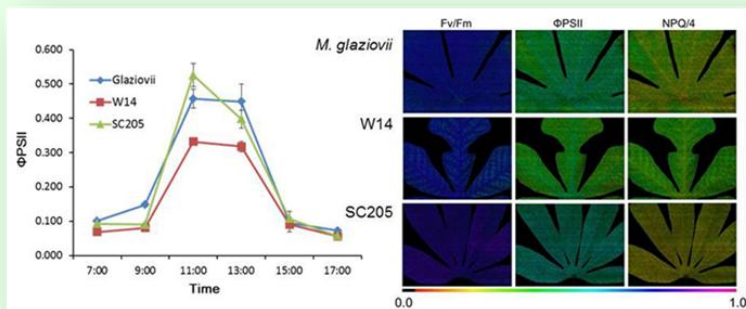 0.600
0.500
0.400
0.300
0.200
0.100
0.000
ΦPSII
Glaziovii
W14
SC205
7:00 9:00 11:00 13:00 15:00 17:00
Time
Fv/Fm ΦPSII NPQ/4
M. glaziovii
W14
SC205
0.0 1.0